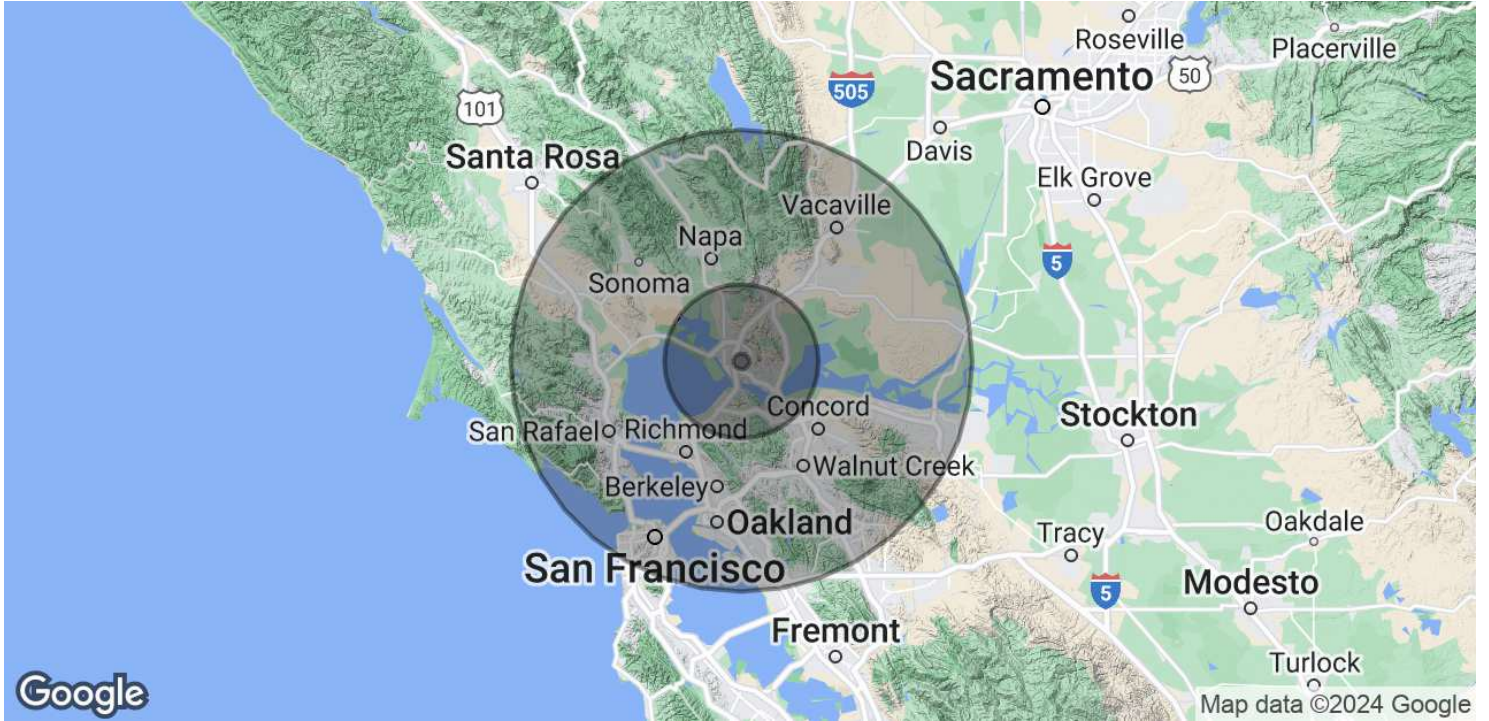 Roseville
Placerville
Sacramento
50
505
101
Davis
Santa Rosa
Elk Grove
Vacaville
Napa
5
Sonoma
Concord
Stockton
San Rafael
Richmond
Walnut Creek
Berkeley
Oakland
Oakdale
Tracy
San Francisco
Modesto
5
Fremont
Turlock
Google
Map data ©2024 Google